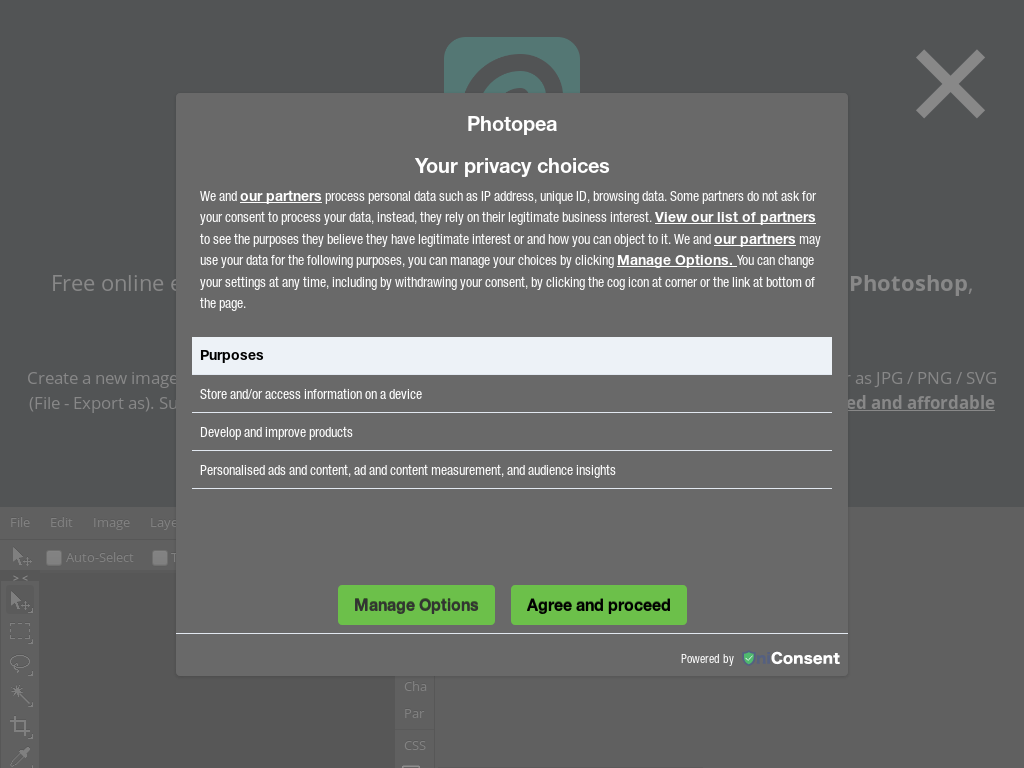 Photopea
Your privacy choices
We and our partners process personal data such as IP address, unique ID, browsing data. Some partners do not ask for
your consent to process your data, instead, they rely on their legitimate business interest. View our list of partners
to see the purposes they believe they have legitimate interest or and how you can object to it. We and our partners may
use your data for the following purposes, you can manage your choices by clicking Manage Options. You can change
your settings at any time, including by withdrawing your consent, by clicking the cog icon at corner or the link at bottom of
the page.
Free online
Photoshop,
Purposes
Create a new image
as JPG / PNG / SVG
Store and/or access information on a device
(File - Export as).
and affordable
Develop and improve products
Personalised ads and content, ad and content measurement, and audience insights
File Edit Image
Auto-Select
Manage Options Agree and proceed
Powered by UniConsent
Cha
Par
CSS